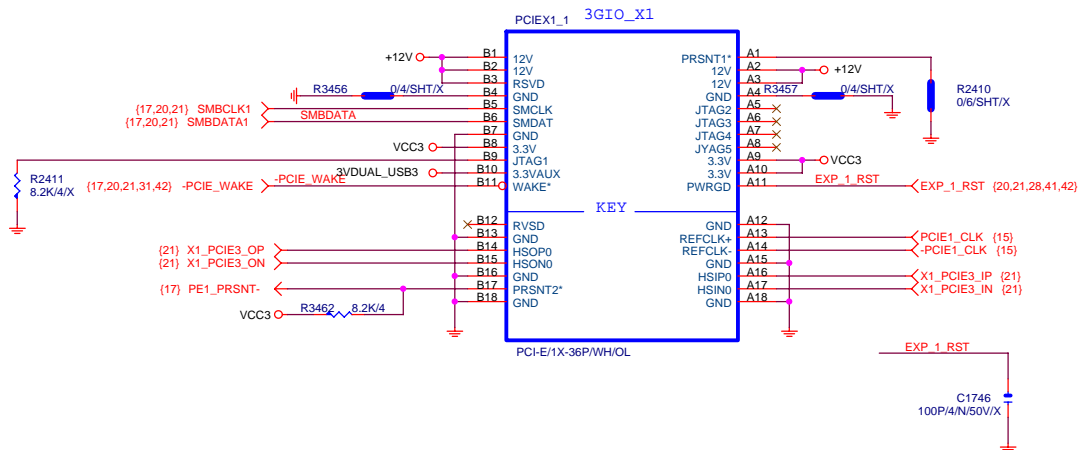 3GIO_X1
PCIEX1_1
+12V
B1 12V
B2 12V
B3 RSVD
R3456 0/4/SHT/X
B4 GND
{17,20,21} SMBCLK1
B5 SMCLK
{17,20,21} SMBDATA1
SMBDATA
B6 SMDAT
B7 GND
VCC3
B8 3.3V
B9 JTAG1
3VDUAL_USB3
B10 3.3VAUX
R2411
8.2K/4/X
{17,20,21,31,42} -PCIE_WAKE
-PCIE_WAKE
B11 WAKE*
KEY
B12 RVSD
B13 GND
{21} X1_PCIE3_OP
B14 HSOP0
{21} X1_PCIE3_ON
B15 HSON0
B16 GND
{17} PE1_PRSNT-
B17 PRSNT2*
B18 GND
VCC3
R3462 8.2K/4
PRSNT1* A1
12V A2
12V A3
+12V
GND A4
R3457 0/4/SHT/X
R2410
0/6/SHT/X
JTAG2 A5
JTAG3 A6
JTAG4 A7
JYAG5 A8
3.3V A9
3.3V A10
VCC3
PWRGD A11
EXP_1_RST
EXP_1_RST {20,21,28,41,42}
GND A12
REFCLK+ A13
PCIE1_CLK {15}
REFCLK- A14
-PCIE1_CLK {15}
GND A15
HSIP0 A16
X1_PCIE3_IP {21}
HSIN0 A17
X1_PCIE3_IN {21}
GND A18
PCI-E/1X-36P/WH/OL
EXP_1_RST
C1746
100P/4/N/50V/X